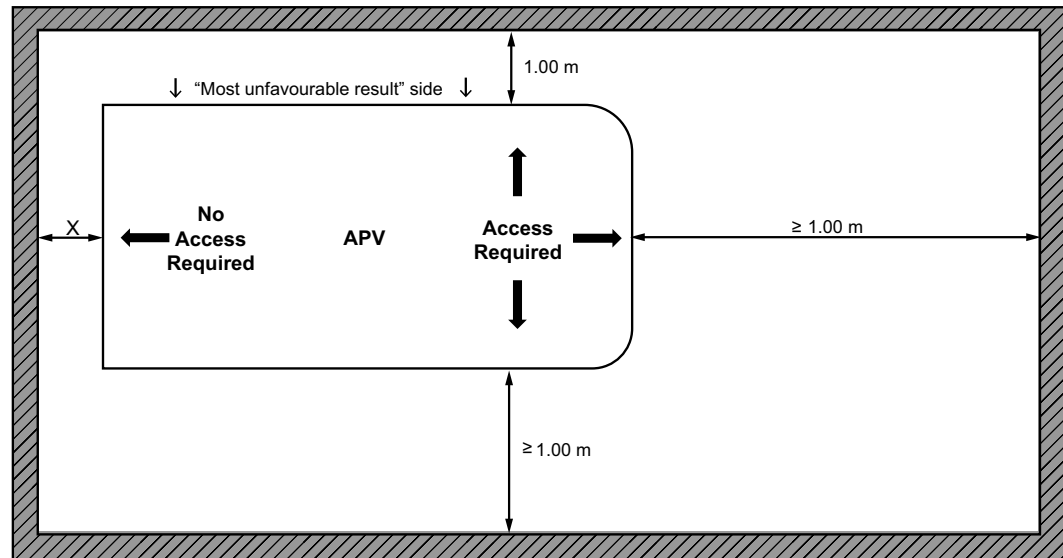 1.00 m
“Most unfavourable result” side
X
No
Access
Required
APV
Access
Required
≥ 1.00 m
≥ 1.00 m